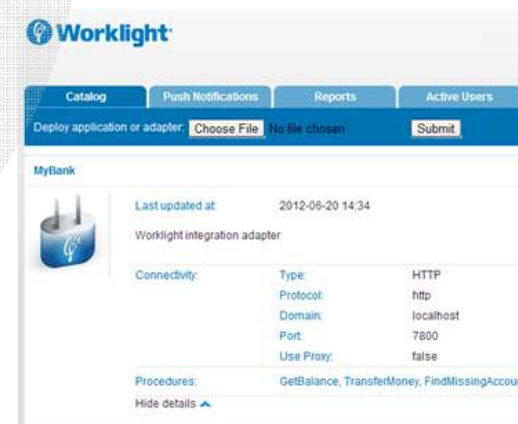 Worklight
Catalog Push Notifications Reports Active Users
Deploy application or adapter: Choose File No file chosen Submit
MyBank
Last updated at: 2012-06-20 14:34
Worklight integration adapter
Connectivity: Type: HTTP
Protocol: http
Domain: localhost
Port: 7800
Use Proxy: false
Procedures: GetBalance, TransferMoney, FindMissingAccou
Hide details